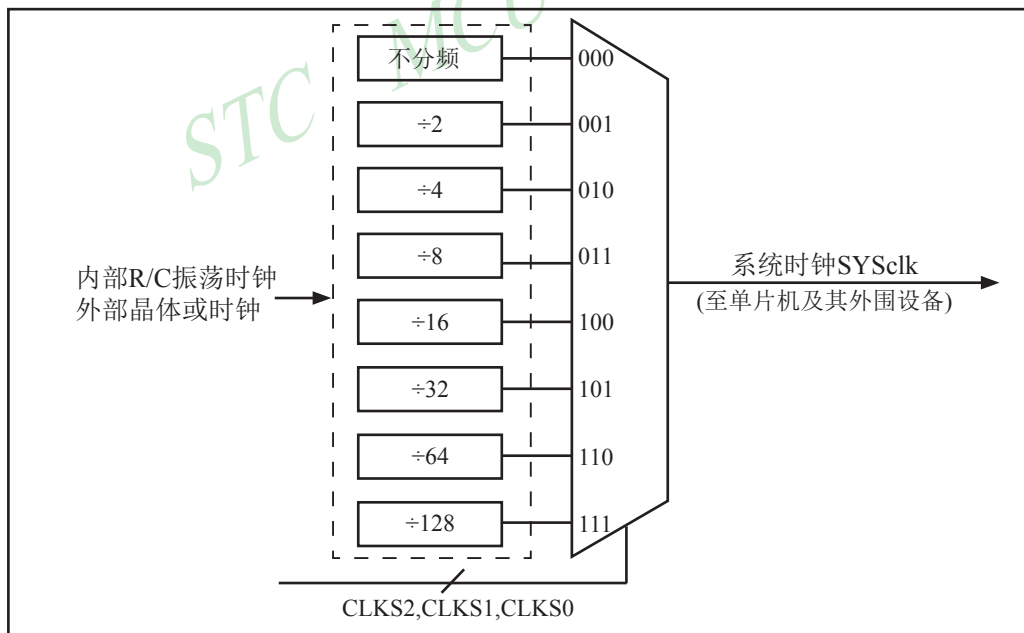 STC MCU
不分频
000
÷2
001
÷4
010
÷8
011
÷16
100
÷32
101
÷64
110
÷128
111
内部R/C振荡时钟
外部晶体或时钟
系统时钟SYSclk
(至单片机及其外围设备)
CLKS2,CLKS1,CLKS0